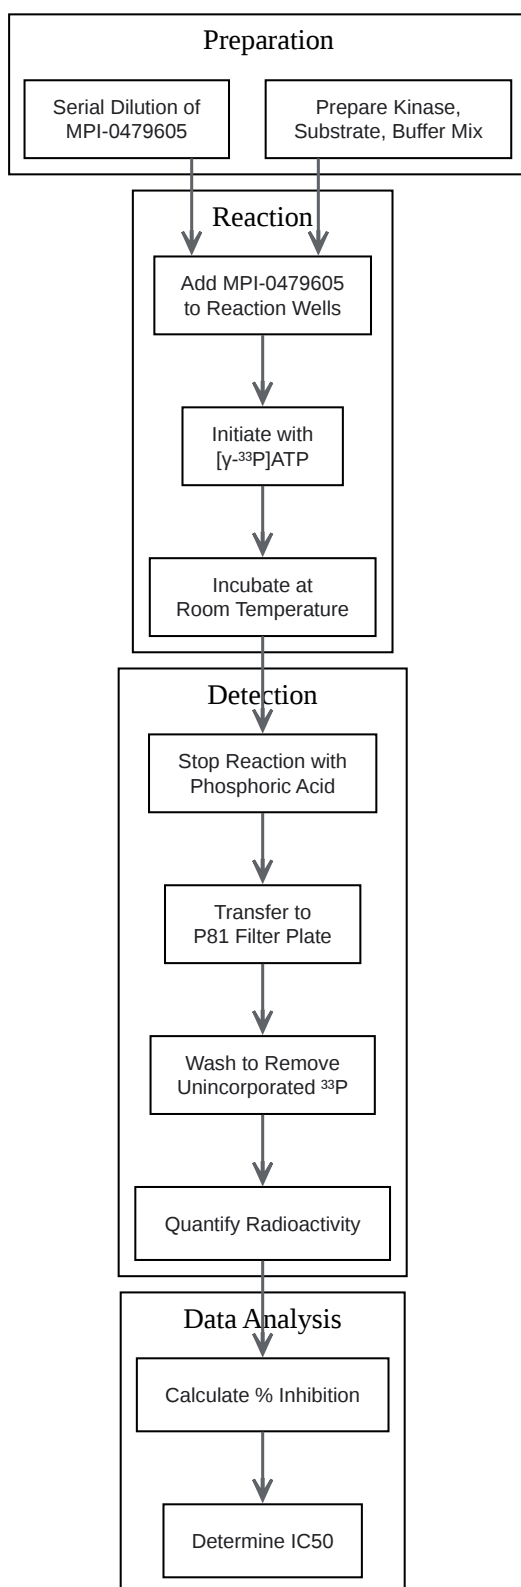 Preparation
Serial Dilution of
MPI-0479605
Prepare Kinase,
Substrate, Buffer Mix
Reaction
Add MPI-0479605
to Reaction Wells
Initiate with
[γ-³³P]ATP
Incubate at
Room Temperature
Detection
Stop Reaction with
Phosphoric Acid
Transfer to
P81 Filter Plate
Wash to Remove
Unincorporated ³³P
Quantify Radioactivity
Data Analysis
Calculate % Inhibition
Determine IC50